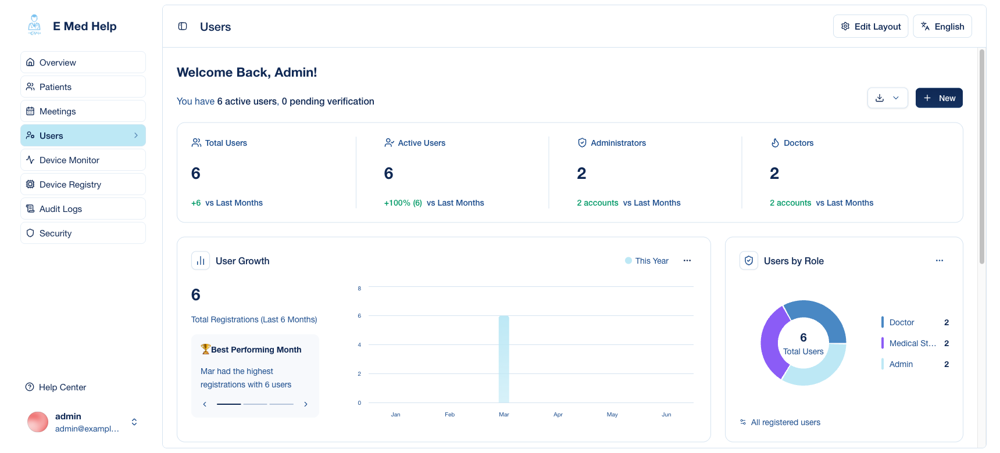 E Med Help
Overview
Patients
Meetings
Users
Device Monitor
Device Registry
Audit Logs
Security
Help Center
admin
admin@exampl...
Users
Edit Layout
English
Welcome Back, Admin!
You have 6 active users, 0 pending verification
New
Total Users
6
+6 vs Last Months
Active Users
6
+100% (6) vs Last Months
Administrators
2
2 accounts vs Last Months
Doctors
2
2 accounts vs Last Months
User Growth
This Year
6
Total Registrations (Last 6 Months)
🏆Best Performing Month
Mar had the highest
registrations with 6 users
8
6
4
2
0
Jan Feb Mar Apr May Jun
Users by Role
6
Total Users
Doctor 2
Medical St... 2
Admin 2
All registered users